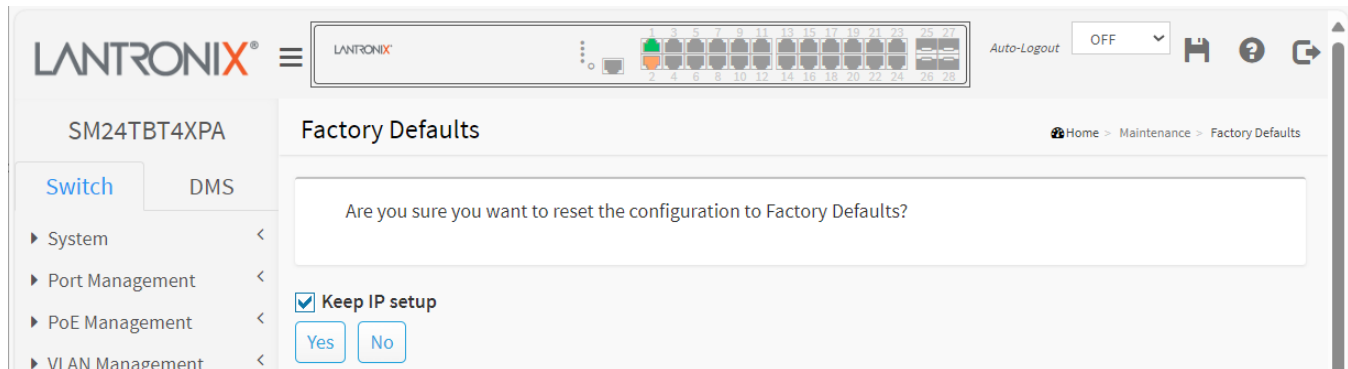 LANTRONIX®
LANTRONIX®
1 3 5 7 9 11 13 15 17 19 21 23 25 27
2 4 6 8 10 12 14 16 18 20 22 24 26 28
Auto-Logout OFF
SM24TBT4XPA
Factory Defaults
Home > Maintenance > Factory Defaults
Switch DMS
Are you sure you want to reset the configuration to Factory Defaults?
System
Port Management
PoE Management
VLAN Management
Keep IP setup
Yes No